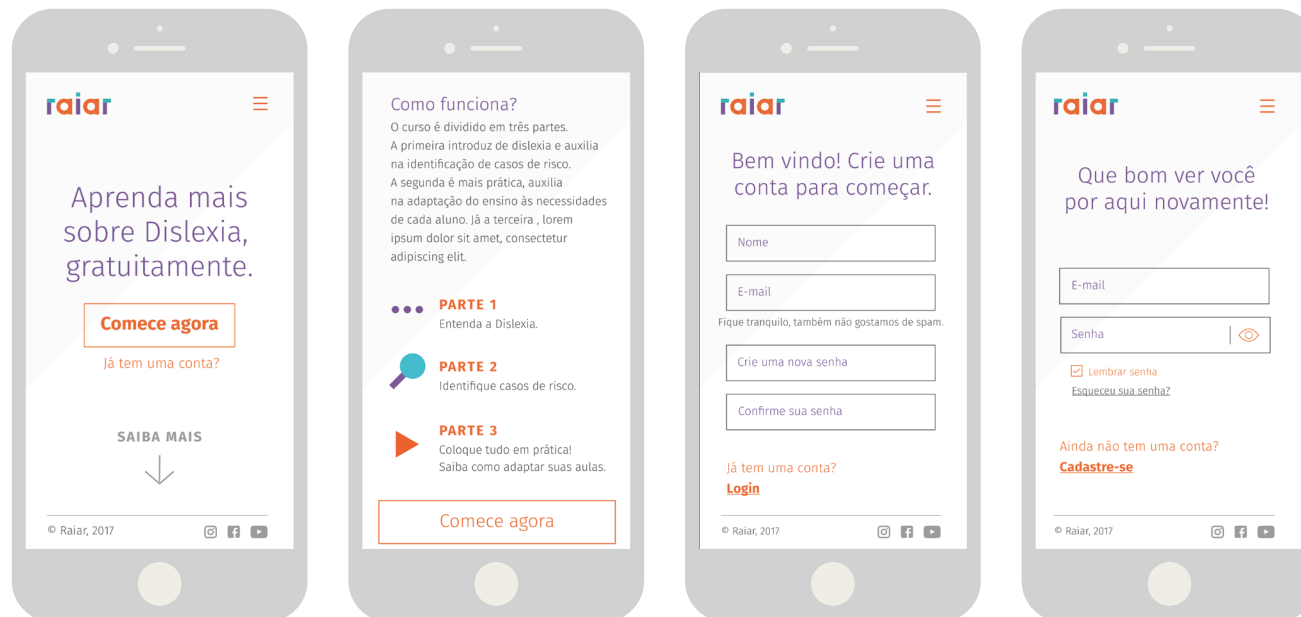 raiar
Aprenda mais
sobre Dislexia,
gratuitamente.
Comece agora
Já tem uma conta?
SAIBA MAIS
© Raiar, 2017
Como funciona?
O curso é dividido em três partes.
A primeira introduz de dislexia e auxilia
na identificação de casos de risco.
A segunda é mais prática, auxilia
na adaptação do ensino às necessidades
de cada aluno. Já a terceira , lorem
ipsum dolor sit amet, consectetur
adipiscing elit.
PARTE 1
Entenda a Dislexia.
PARTE 2
Identifique casos de risco.
PARTE 3
Coloque tudo em prática!
Saiba como adaptar suas aulas.
Comece agora
raiar
Bem vindo! Crie uma
conta para começar.
Nome
E-mail
Fique tranquilo, também não gostamos de spam.
Crie uma nova senha
Confirme sua senha
Já tem uma conta?
Login
© Raiar, 2017
raiar
Que bom ver você
por aqui novamente!
E-mail
Senha
Lembrar senha
Esqueceu sua senha?
Ainda não tem uma conta?
Cadastre-se
© Raiar, 2017